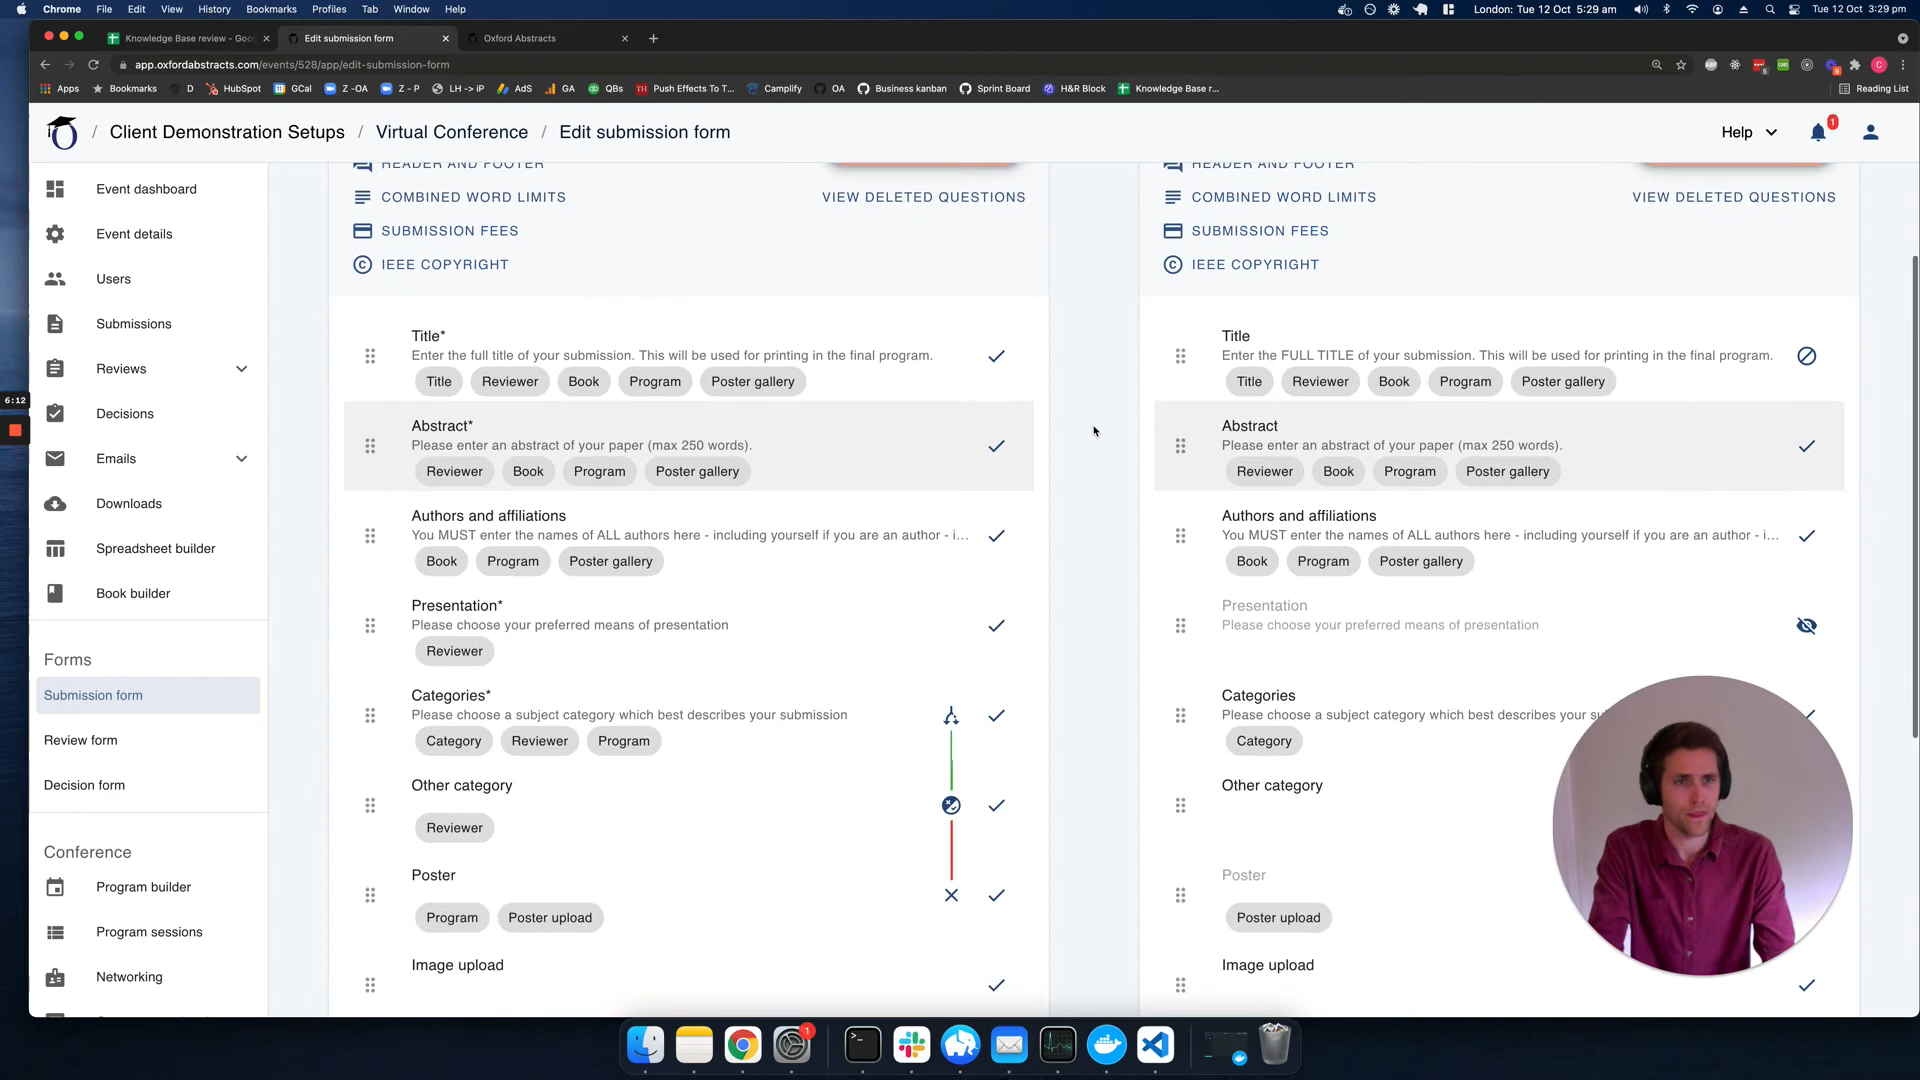 Chrome File Edit View History Bookmarks Profiles Tab Window Help London: Tue 12 Oct 5:29 am Tue 12 Oct 3:29 pm
Knowledge Base review - Goo Edit submission form Oxford Abstracts
app.oxfordabstracts.com/events/528/app/edit-submission-form
Apps Bookmarks D HubSpot GCal Z -OA Z - P LH -> iP AdS GA QBs Push Effects To T... Camplify OA Business kanban Sprint Board H&R Block Knowledge Base r... Reading List
/ Client Demonstration Setups / Virtual Conference / Edit submission form Help 1
Event dashboard
Event details
Users
Submissions
Reviews
Decisions
Emails
Downloads
Spreadsheet builder
Book builder
Forms
Submission form
Review form
Decision form
Conference
Program builder
Program sessions
Networking
6:12
HEADER AND FOOTER
COMBINED WORD LIMITS VIEW DELETED QUESTIONS
SUBMISSION FEES
IEEE COPYRIGHT
Title*
Enter the full title of your submission. This will be used for printing in the final program.
Title Reviewer Book Program Poster gallery
Abstract*
Please enter an abstract of your paper (max 250 words).
Reviewer Book Program Poster gallery
Authors and affiliations
You MUST enter the names of ALL authors here - including yourself if you are an author - i...
Book Program Poster gallery
Presentation*
Please choose your preferred means of presentation
Reviewer
Categories*
Please choose a subject category which best describes your submission
Category Reviewer Program
Other category
Reviewer
Poster
Program Poster upload
Image upload
HEADER AND FOOTER
COMBINED WORD LIMITS VIEW DELETED QUESTIONS
SUBMISSION FEES
IEEE COPYRIGHT
Title
Enter the FULL TITLE of your submission. This will be used for printing in the final program.
Title Reviewer Book Program Poster gallery
Abstract
Please enter an abstract of your paper (max 250 words).
Reviewer Book Program Poster gallery
Authors and affiliations
You MUST enter the names of ALL authors here - including yourself if you are an author - i...
Book Program Poster gallery
Presentation
Please choose your preferred means of presentation
Categories
Please choose a subject category which best describes your
Category
Other category
Poster
Poster upload
Image upload
1